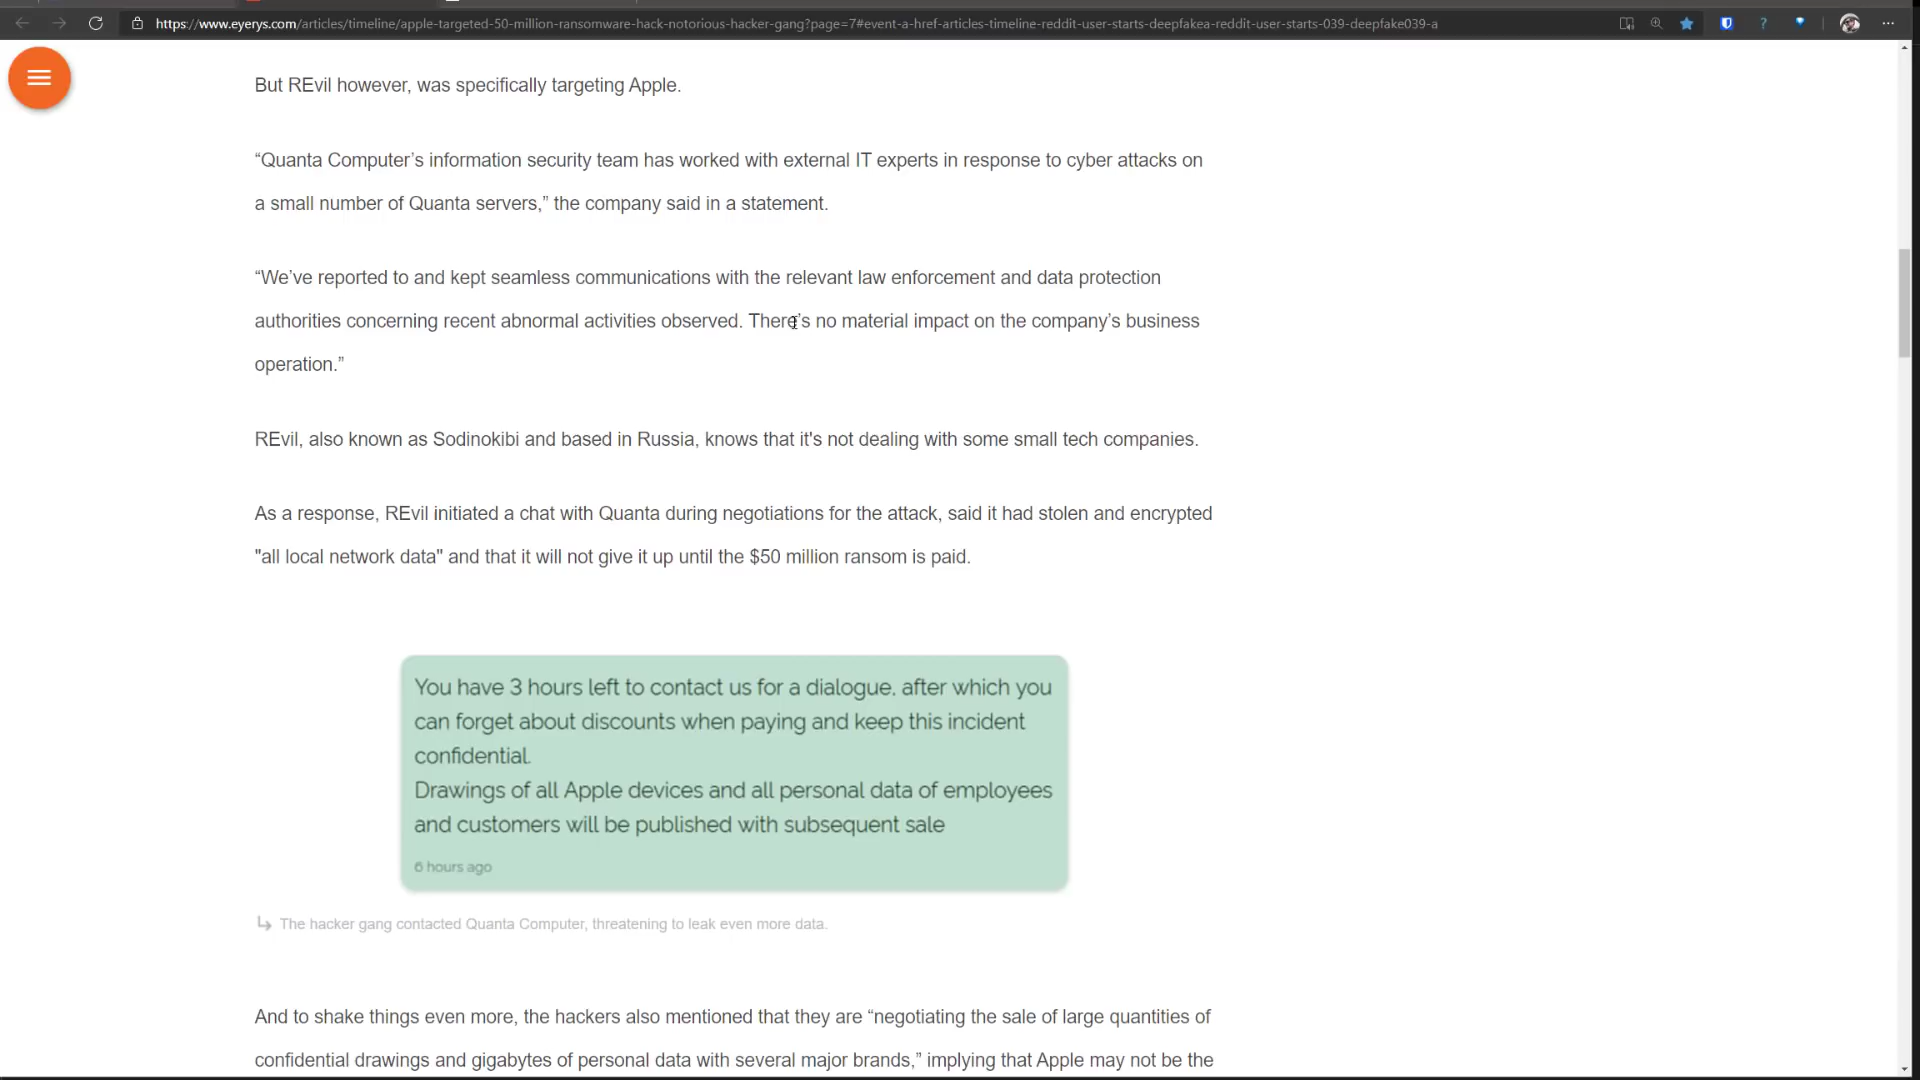 https://www.eyerys.com/articles/timeline/apple-targeted-50-million-ransomware-hack-notorious-hacker-gang?page=7#event-a-href-articles-timeline-reddit-user-starts-deepfakea-reddit-user-starts-039-deepfake039-a
But REvil however, was specifically targeting Apple.
“Quanta Computer’s information security team has worked with external IT experts in response to cyber attacks on
a small number of Quanta servers,” the company said in a statement.
“We’ve reported to and kept seamless communications with the relevant law enforcement and data protection
authorities concerning recent abnormal activities observed. There’s no material impact on the company’s business
operation.”
REvil, also known as Sodinokibi and based in Russia, knows that it's not dealing with some small tech companies.
As a response, REvil initiated a chat with Quanta during negotiations for the attack, said it had stolen and encrypted
"all local network data" and that it will not give it up until the $50 million ransom is paid.
You have 3 hours left to contact us for a dialogue, after which you
can forget about discounts when paying and keep this incident
confidential.
Drawings of all Apple devices and all personal data of employees
and customers will be published with subsequent sale
6 hours ago
The hacker gang contacted Quanta Computer, threatening to leak even more data.
And to shake things even more, the hackers also mentioned that they are “negotiating the sale of large quantities of
confidential drawings and gigabytes of personal data with several major brands,” implying that Apple may not be the